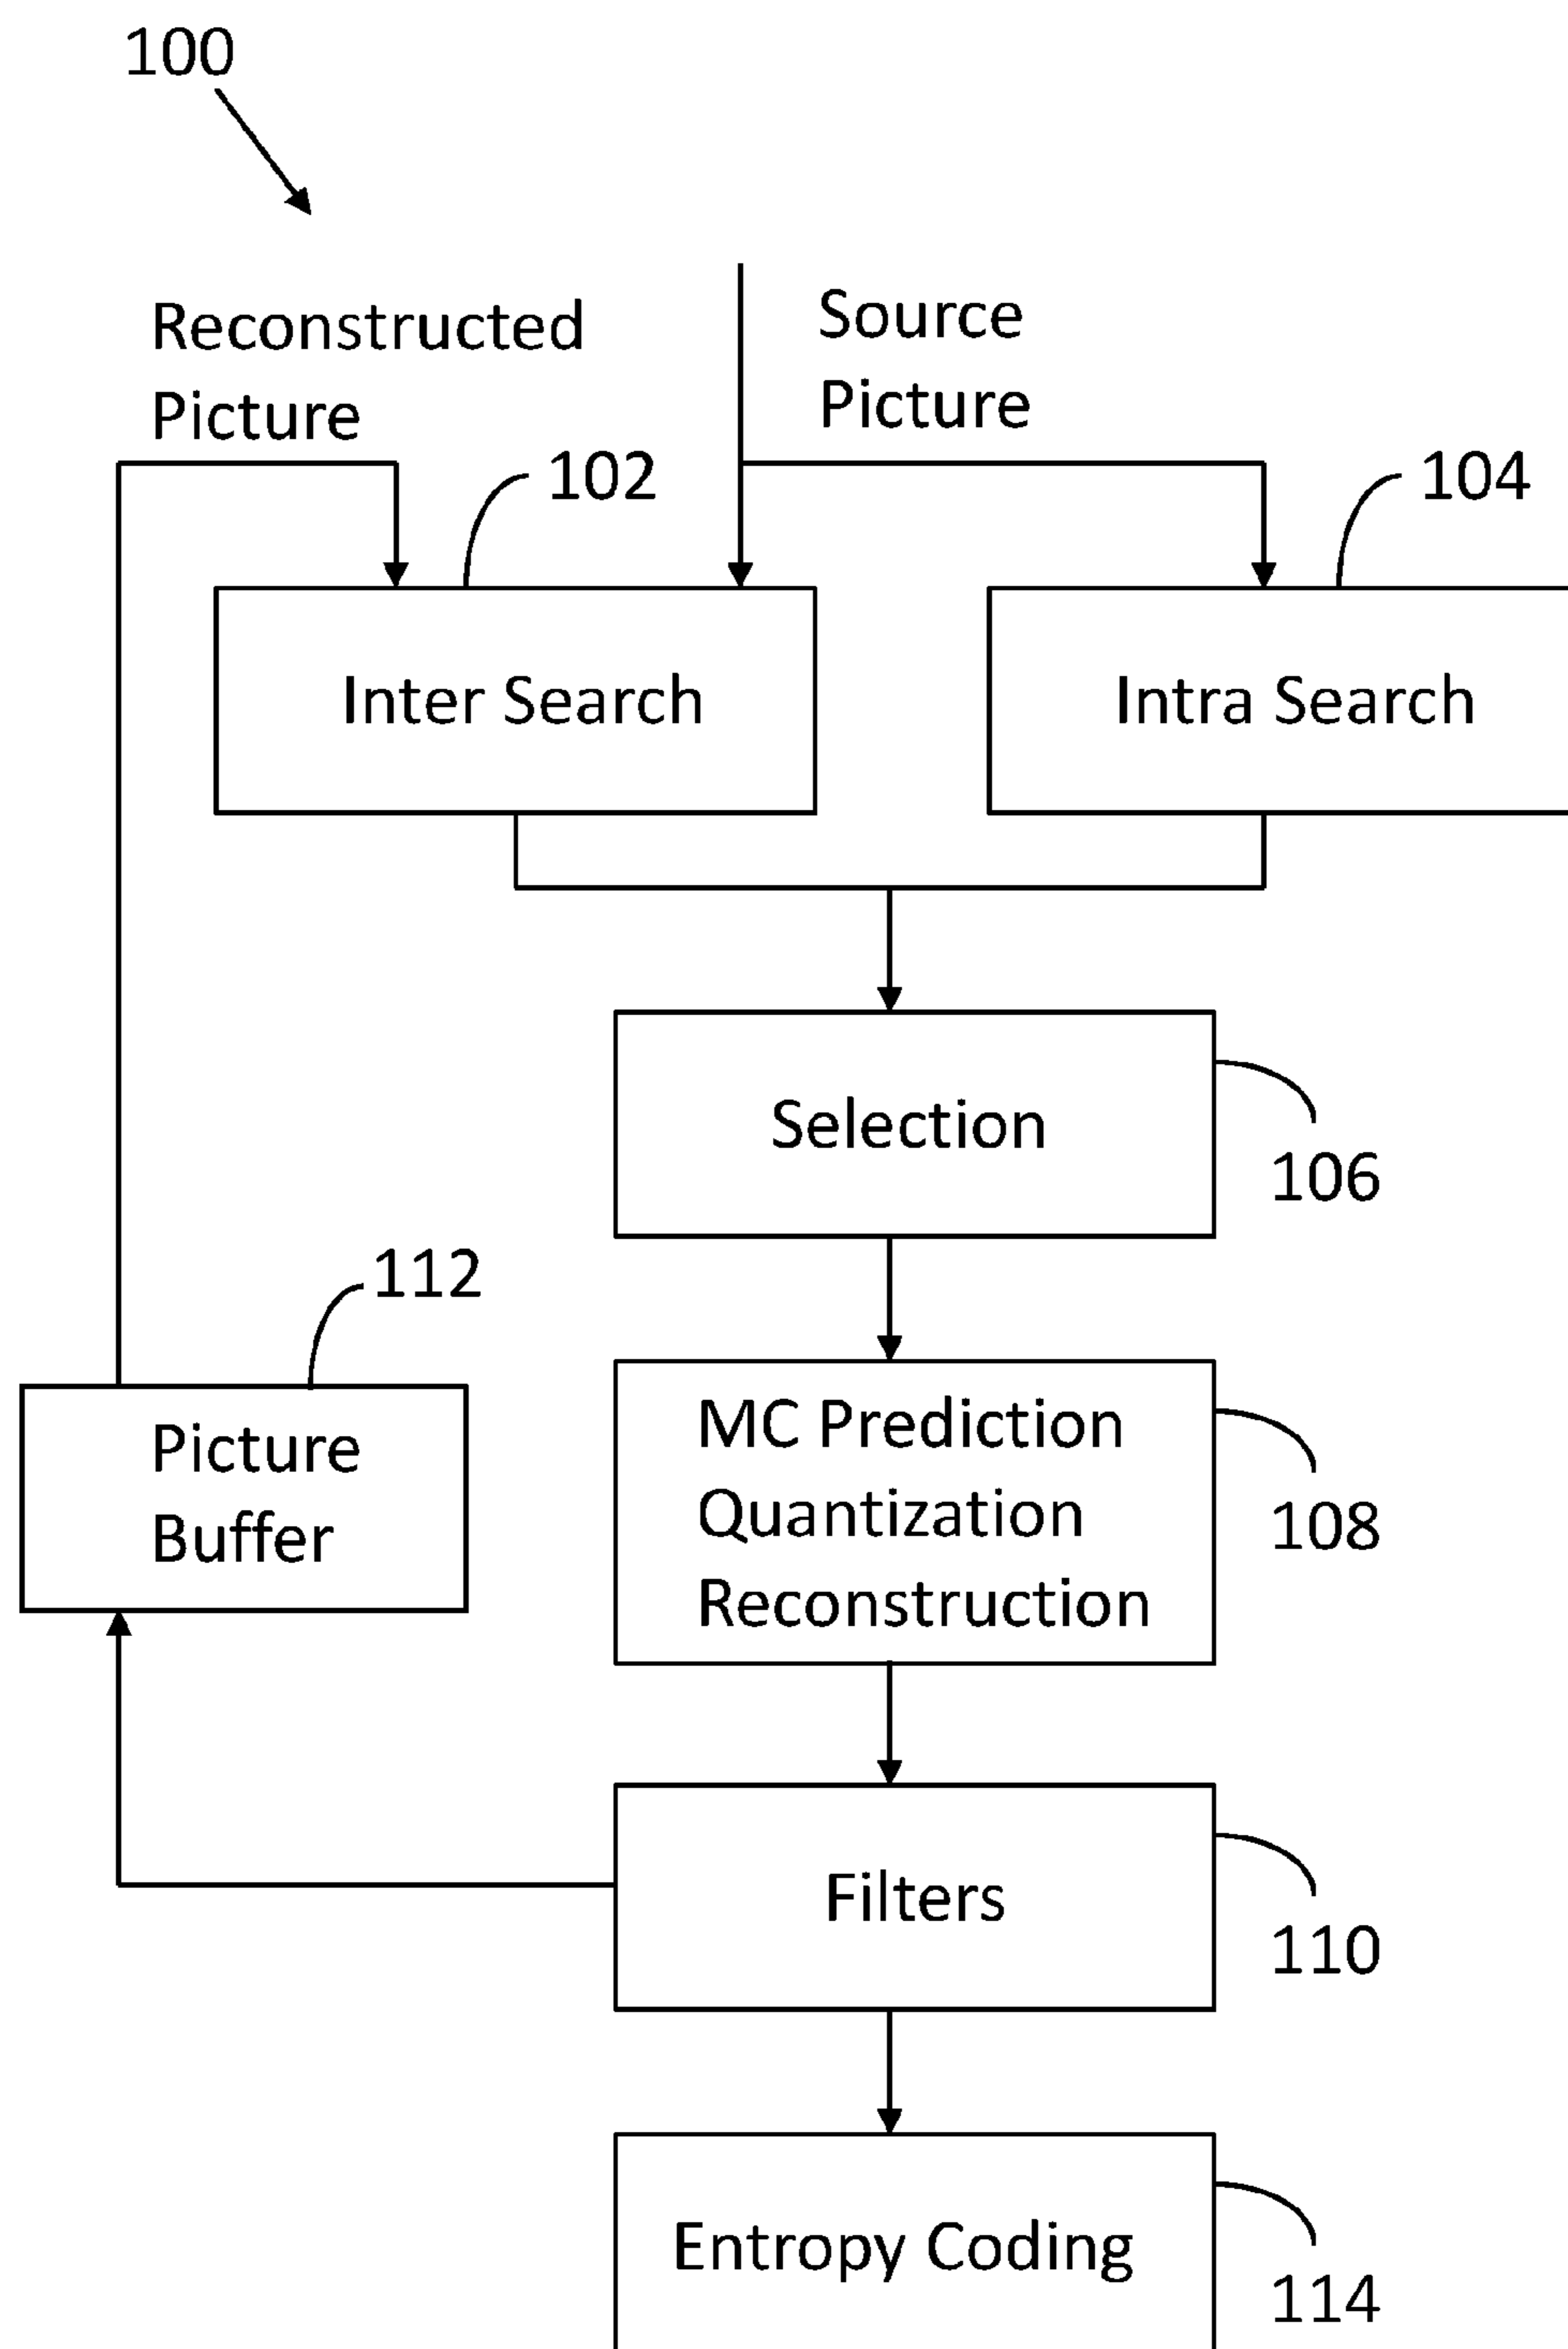 100
Reconstructed
Picture
Source
Picture
102
104
Inter Search
Intra Search
Selection
106
112
Picture
Buffer
MC Prediction
Quantization
Reconstruction
108
Filters
110
Entropy Coding
114